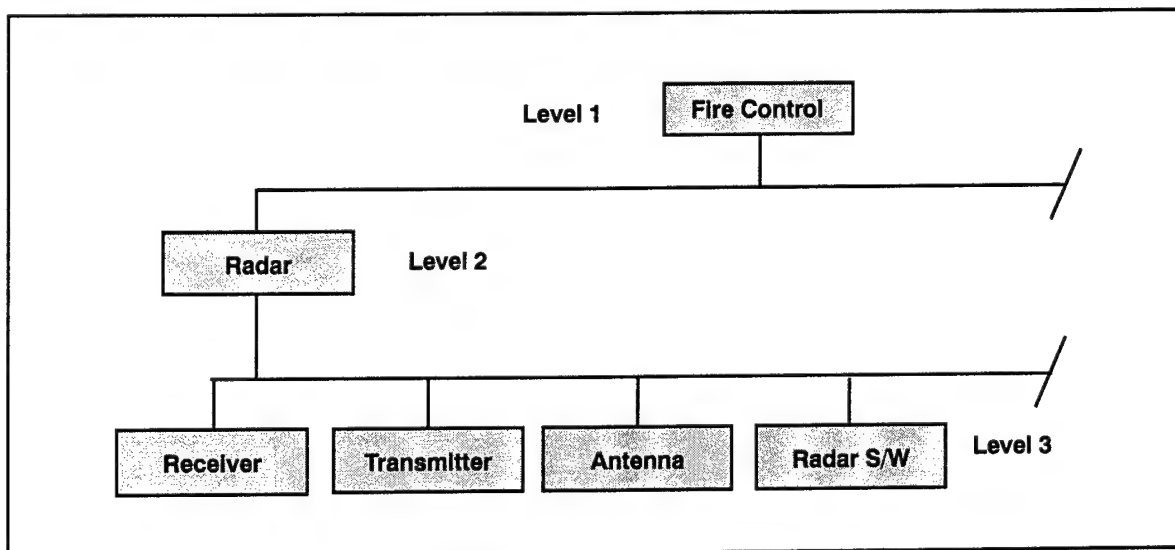 Level 1
Fire Control
Radar
Level 2
Receiver
Transmitter
Antenna
Radar S/W
Level 3